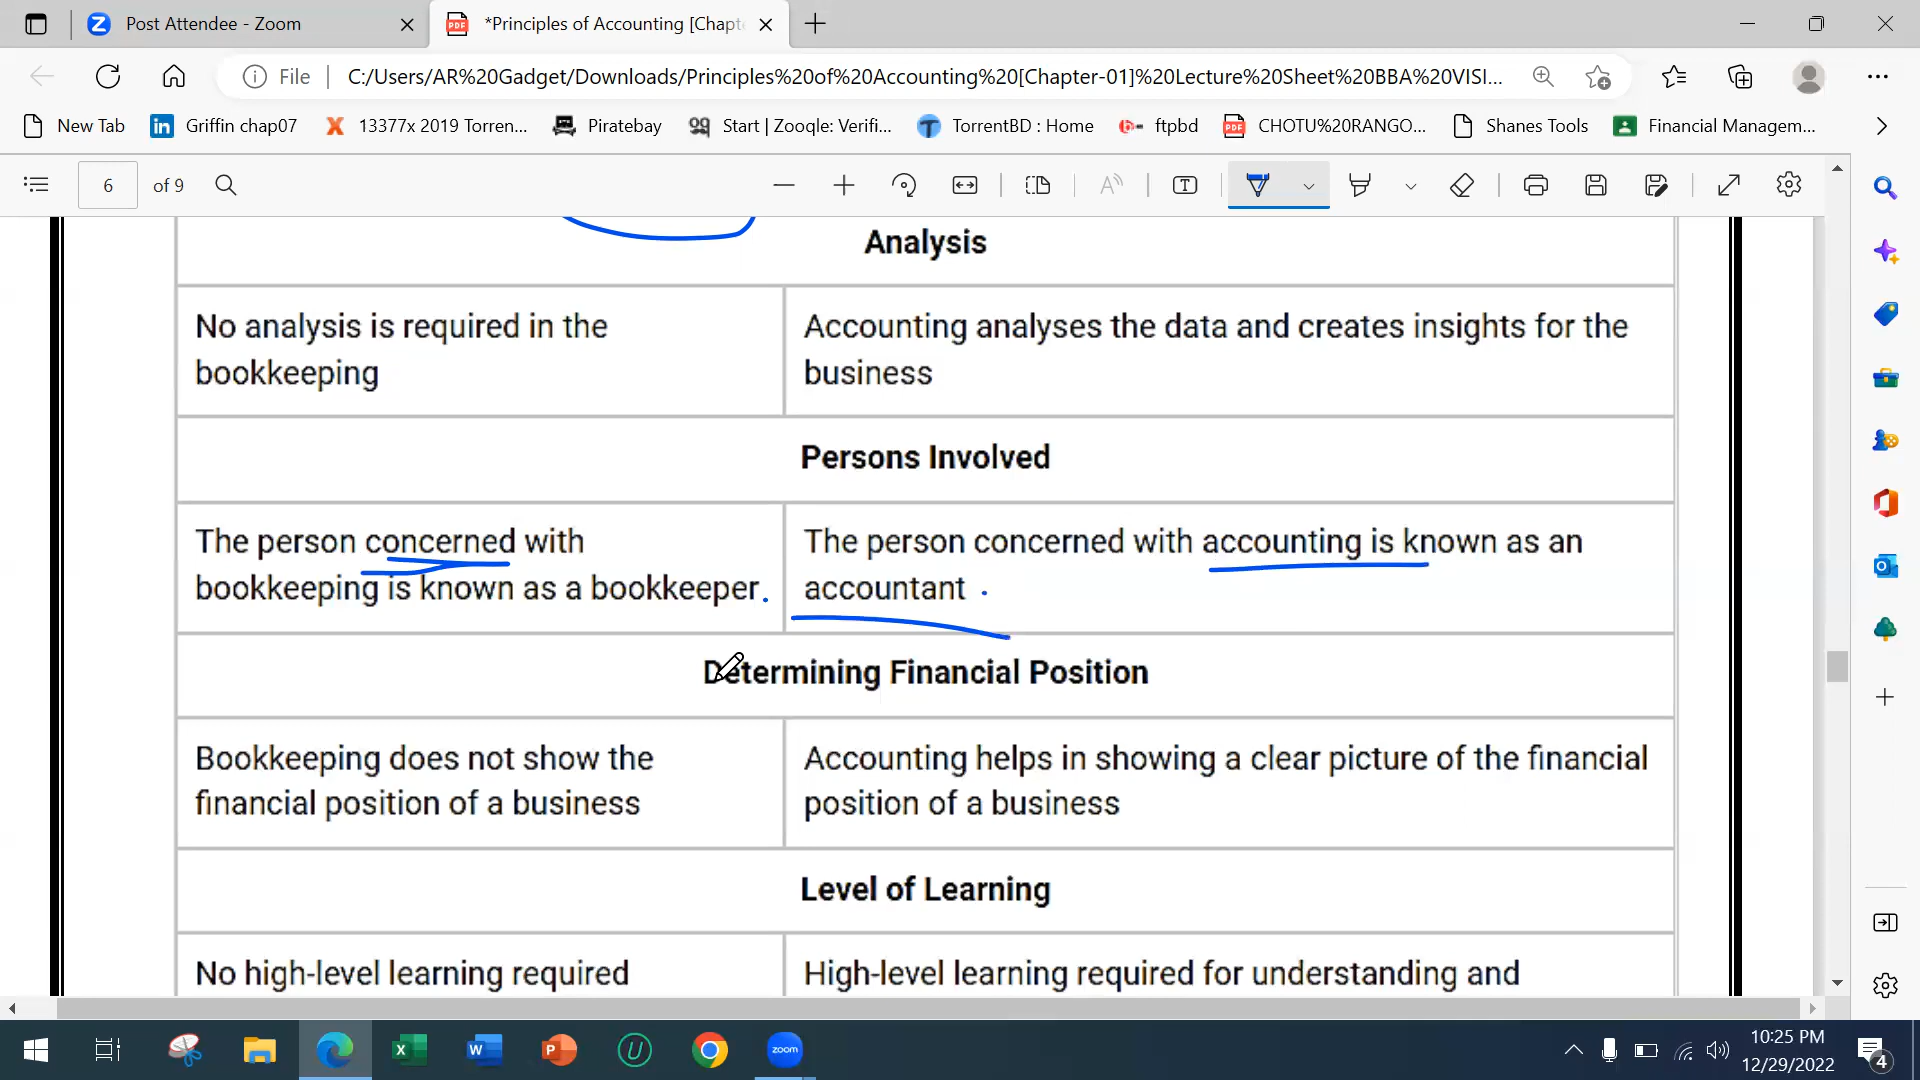 Post Attendee - Zoom
*Principles of Accounting [Chapte
File
C:/Users/AR%20Gadget/Downloads/Principles%20of%20Accounting%20[Chapter-01]%20Lecture%20Sheet%20BBA%20VISI...
New Tab
Griffin chap07
13377x 2019 Torren...
Piratebay
Start | Zooqle: Verifi...
TorrentBD : Home
ftpbd
CHOTU%20RANGO...
Shanes Tools
Financial Managem...
6 of 9
Analysis
No analysis is required in the
bookkeeping
Accounting analyses the data and creates insights for the
business
Persons Involved
The person concerned with
bookkeeping is known as a bookkeeper.
The person concerned with accounting is known as an
accountant
Determining Financial Position
Bookkeeping does not show the
financial position of a business
Accounting helps in showing a clear picture of the financial
position of a business
Level of Learning
No high-level learning required
High-level learning required for understanding and
zoom
10:25 PM
12/29/2022
4